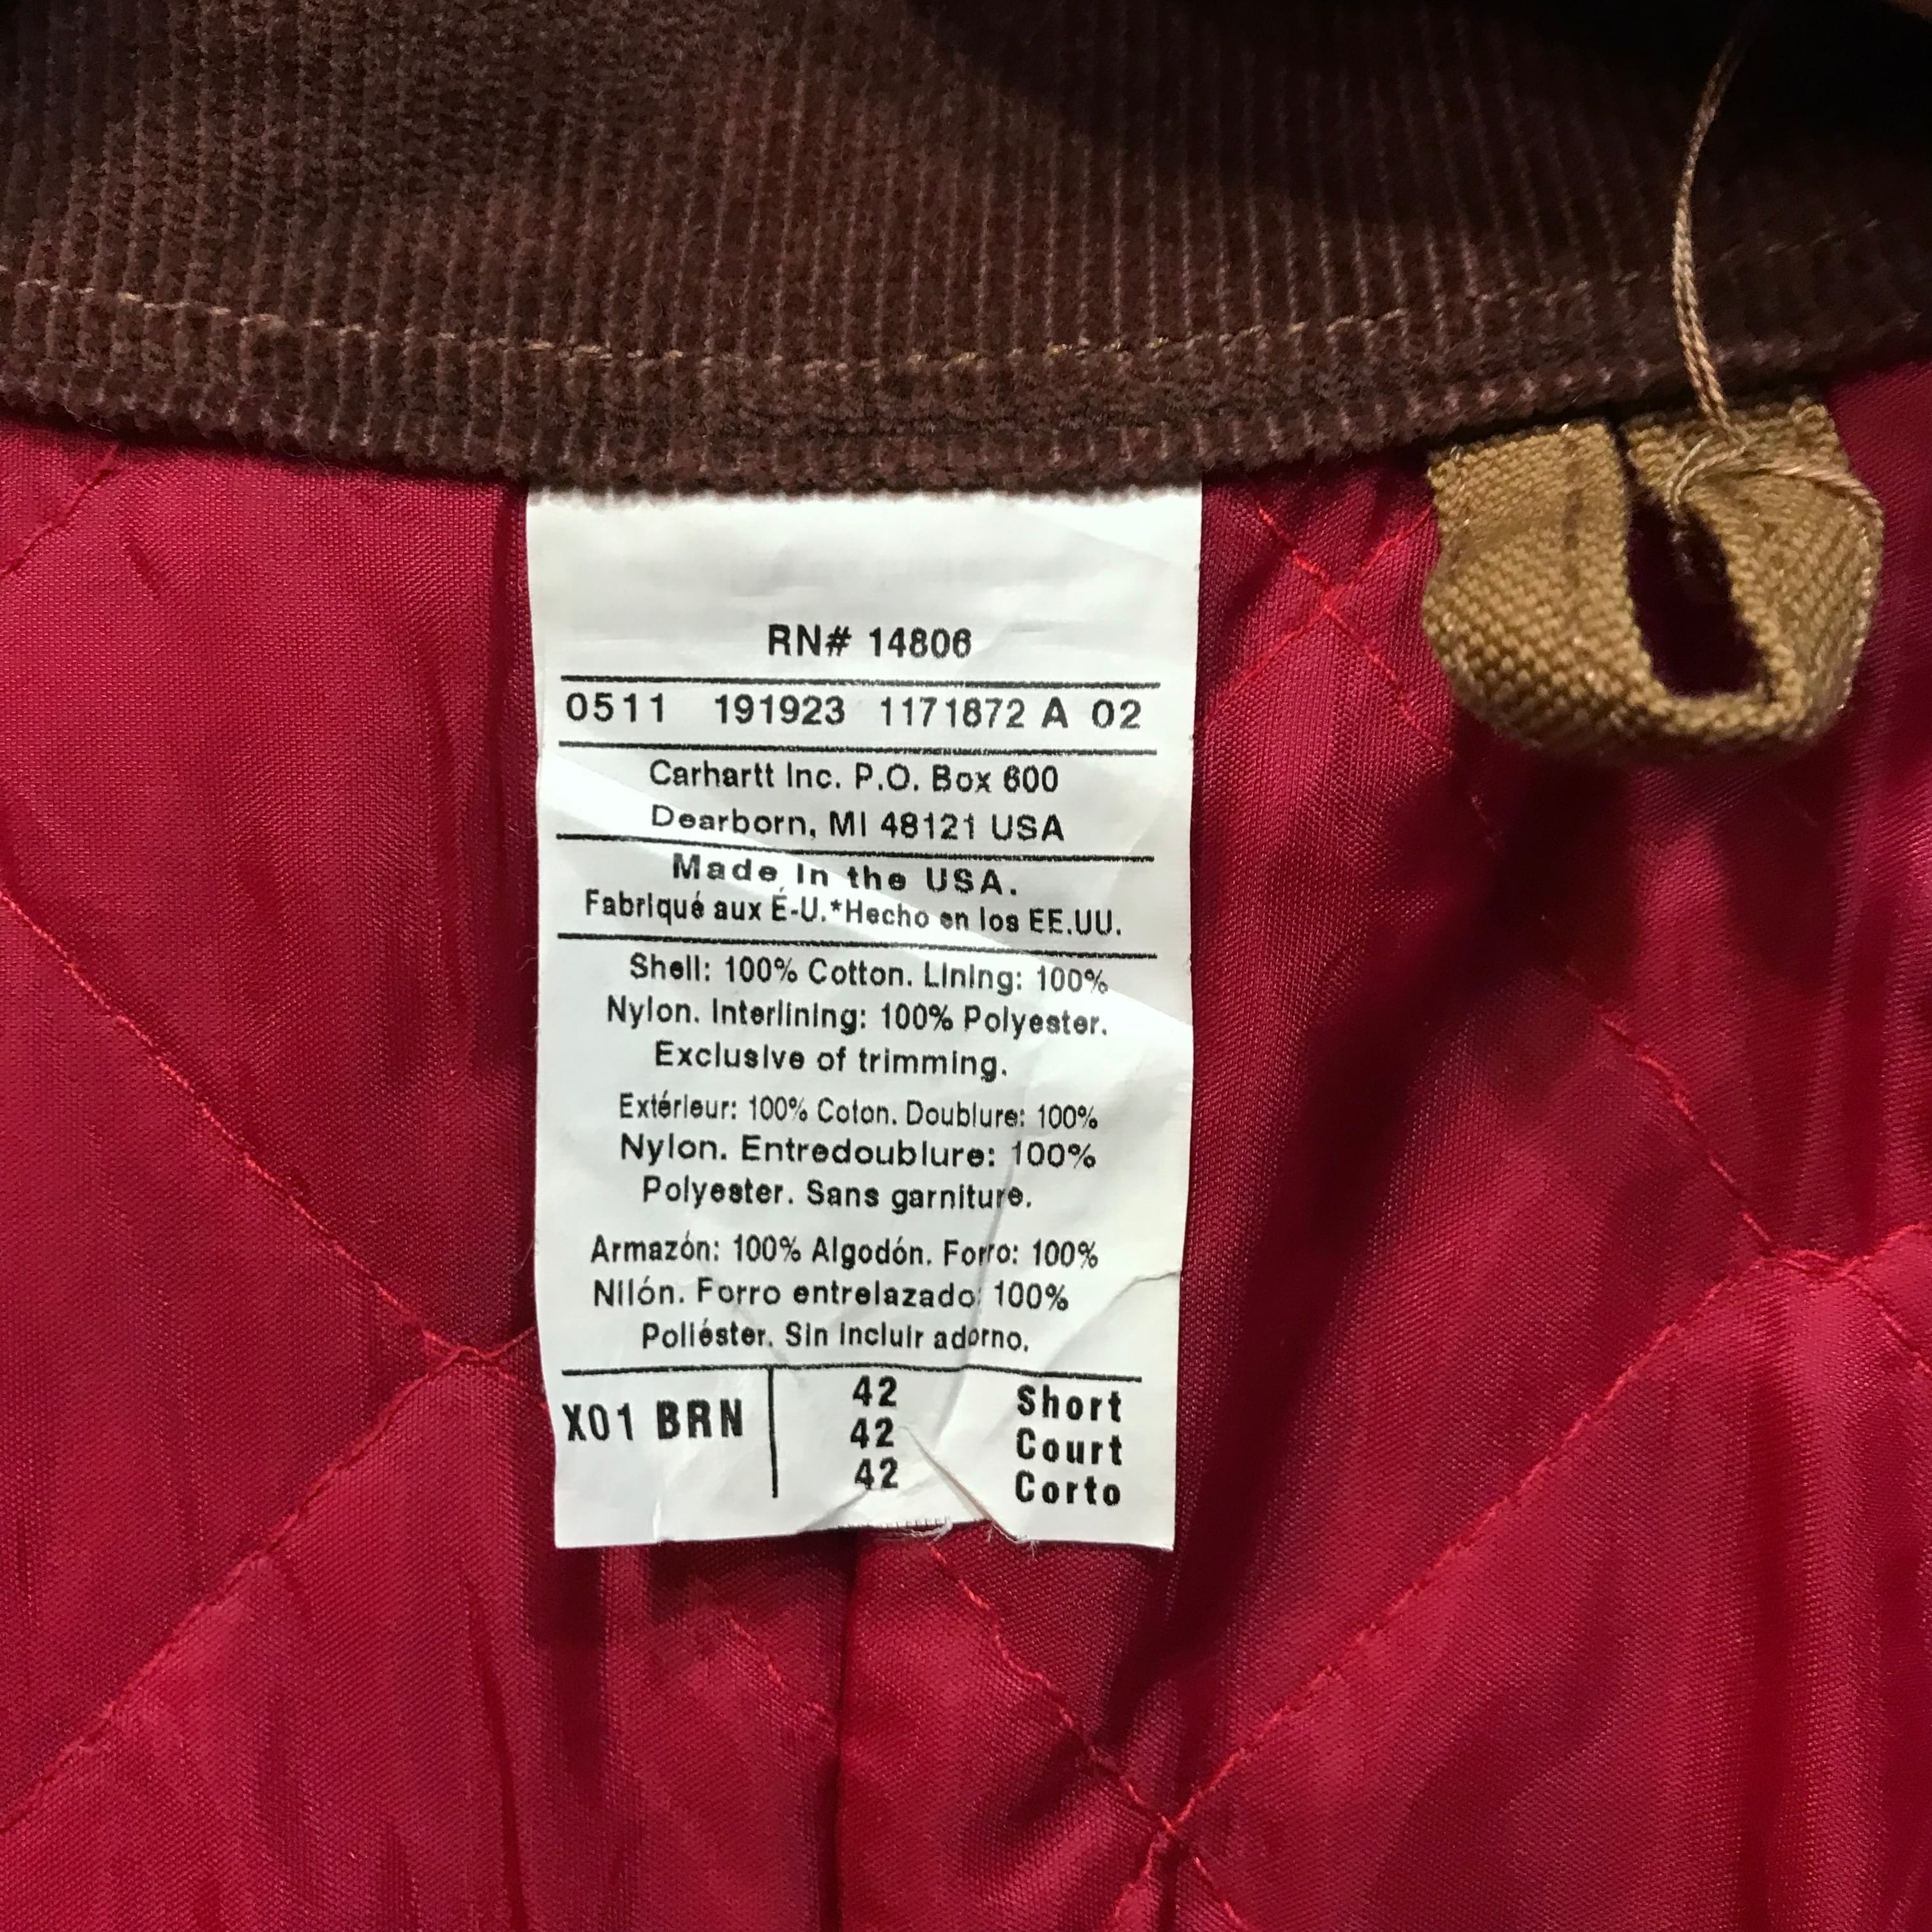 RN# 14806
0511 191923 1171872 A 02
Carhartt Inc. P.O. Box 600
Dearborn, MI 48121 USA
Made in the USA.
Fabriqué aux É-U.*Hecho en los EE.UU.
Shell: 100% Cotton. Lining: 100%
Nylon. Interlining: 100% Polyester.
Exclusive of trimming.
Extérieur: 100% Coton. Doublure: 100%
Nylon. Entredoublure: 100%
Polyester. Sans garniture.
Armazón: 100% Algodón. Forro: 100%
Nilón. Forro entrelazado: 100%
Poliéster. Sin incluir adorno.
X01 BRN
42 Short
42 Court
42 Corto